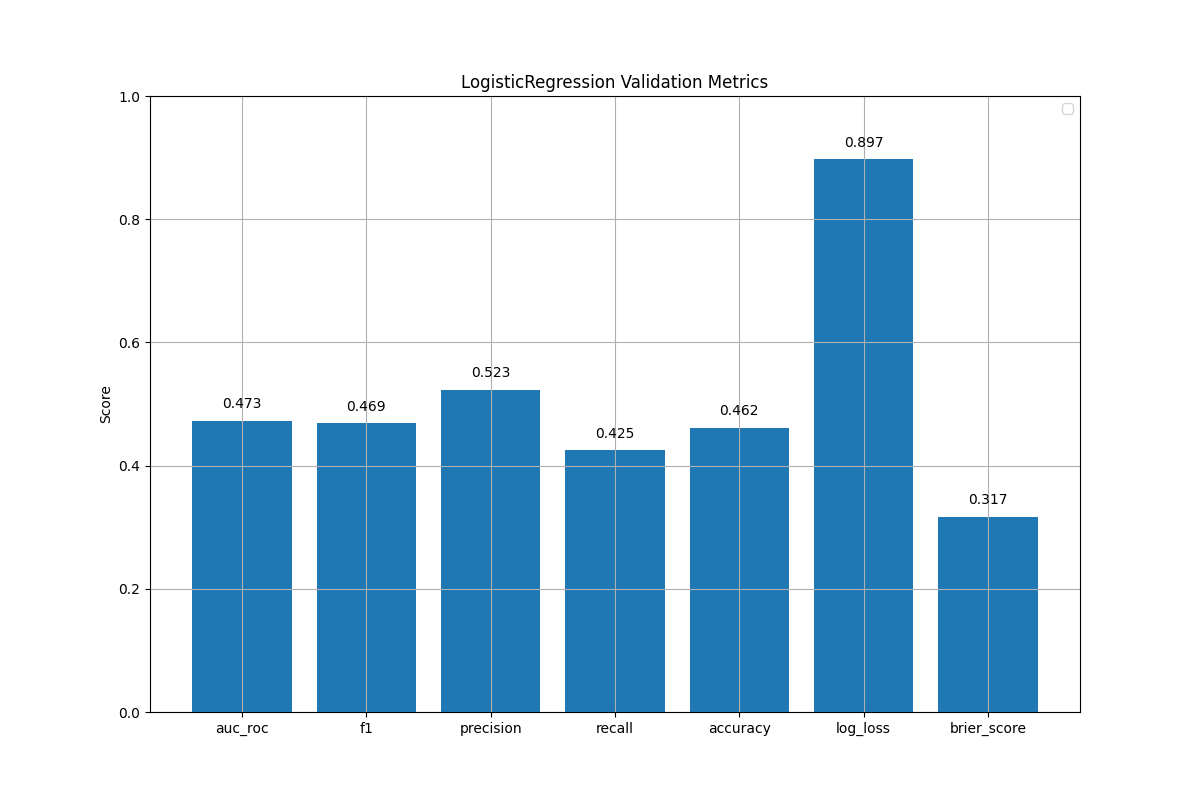 LogisticRegression Validation Metrics
1.0
0.8
0.6
0.4
0.2
0.0
Score
0.473
0.469
0.523
0.425
0.462
0.897
0.317
auc_roc
f1
precision
recall
accuracy
log_loss
brier_score